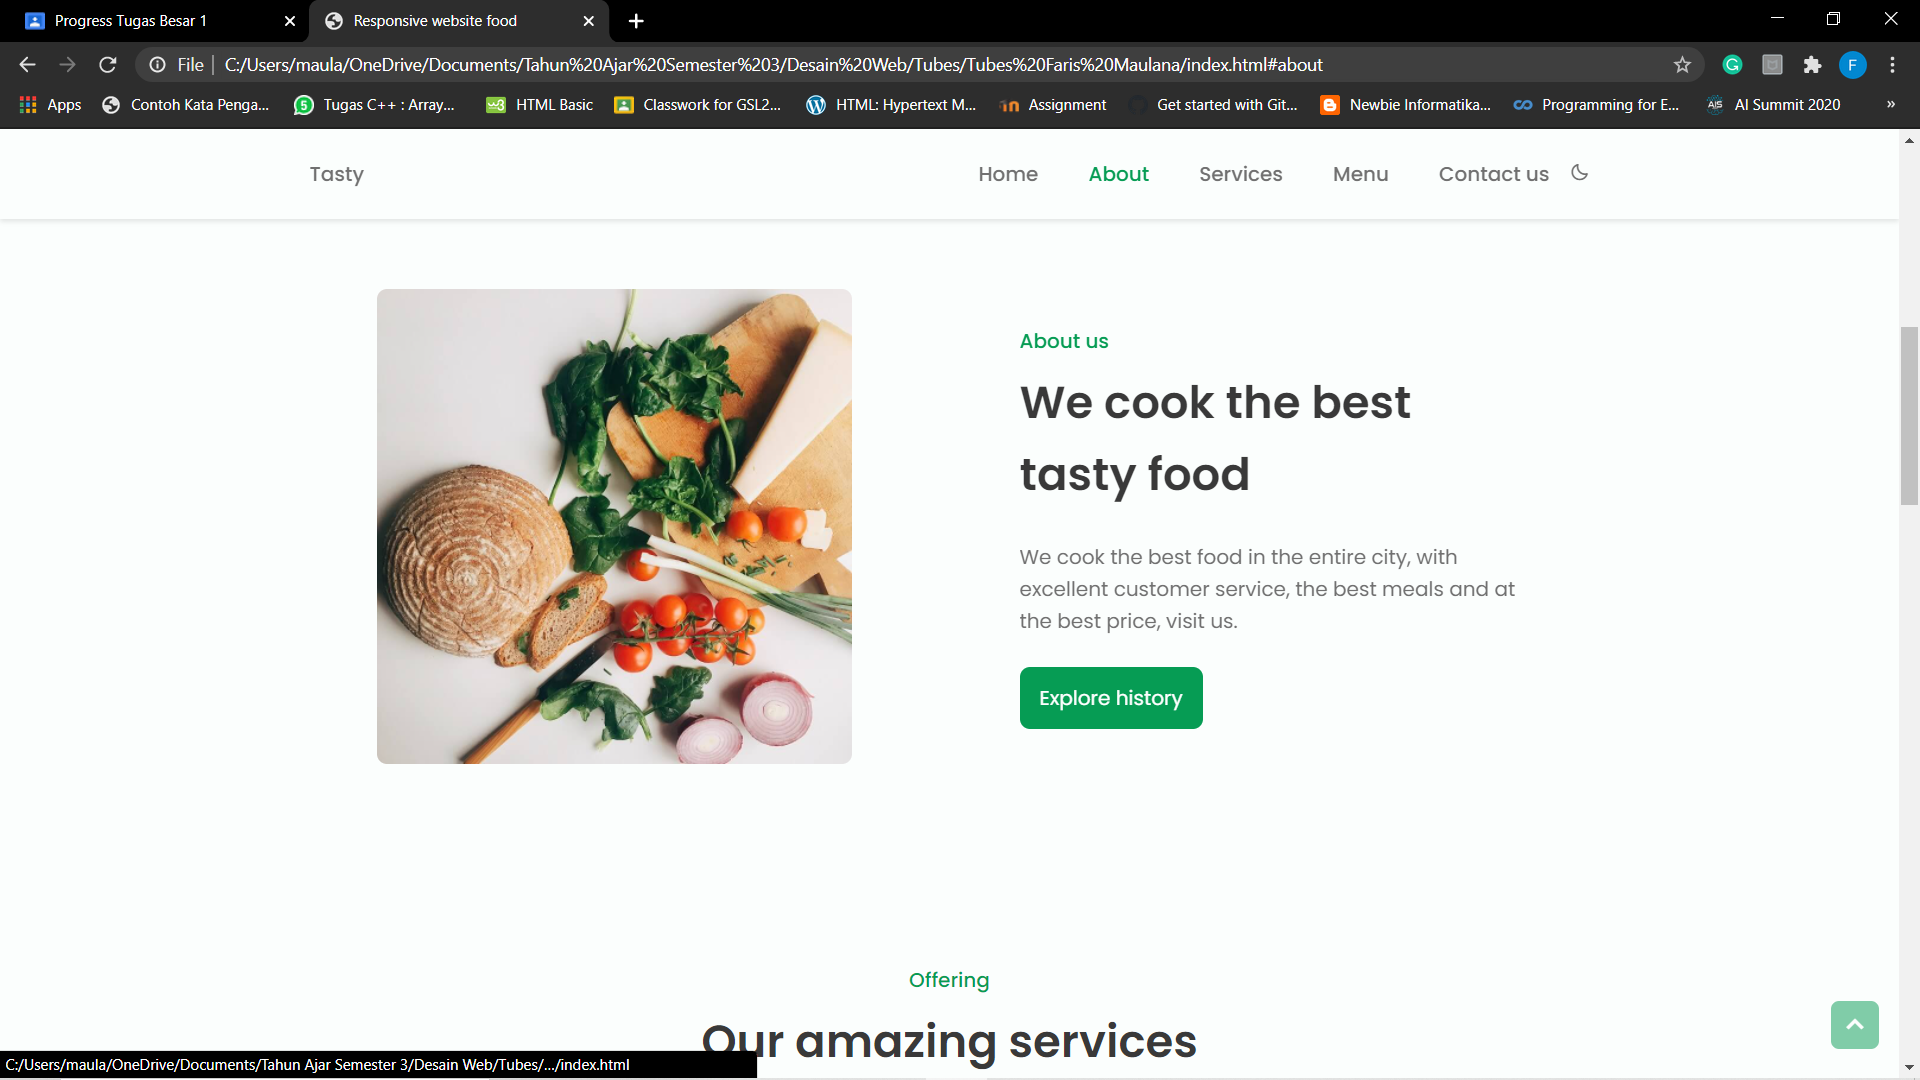 Progress Tugas Besar 1
Responsive website food
File
C:/Users/maula/OneDrive/Documents/Tahun%20Ajar%20Semester%203/Desain%20Web/Tubes/Tubes%20Faris%20Maulana/index.html#about
F
Apps
Contoh Kata Penga...
Tugas C++ : Array...
HTML Basic
Classwork for GSL2...
HTML: Hypertext M...
Assignment
Get started with Git...
Newbie Informatika...
Programming for E...
AI Summit 2020
»
Tasty
Home
About
Services
Menu
Contact us
About us
We cook the best
tasty food
We cook the best food in the entire city, with
excellent customer service, the best meals and at
the best price, visit us.
Explore history
Offering
Our amazing services
C:/Users/maula/OneDrive/Documents/Tahun Ajar Semester 3/Desain Web/Tubes/.../index.html